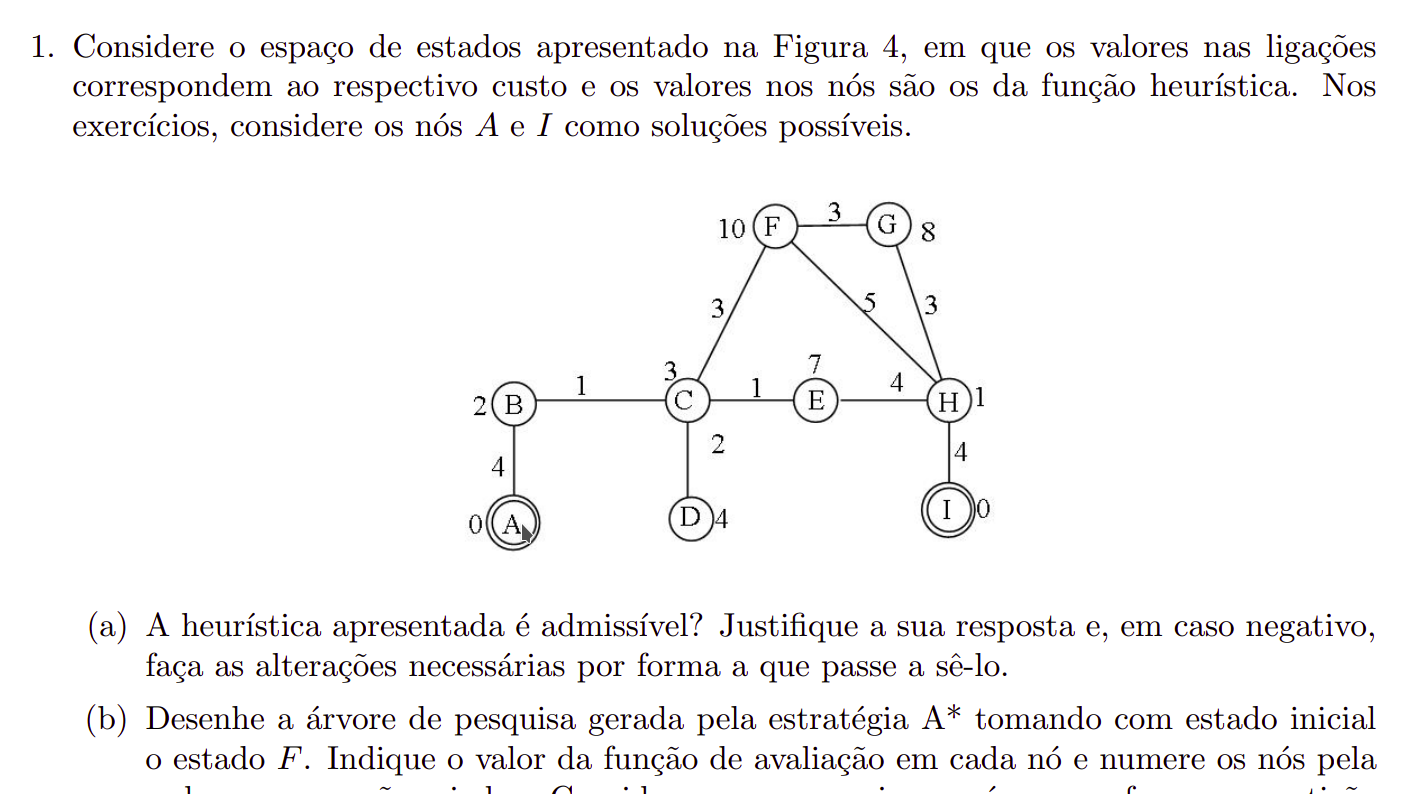 1. Considere o espaço de estados apresentado na Figura 4, em que os valores nas ligações
correspondem ao respectivo custo e os valores nos nós são os da função heurística. Nos
exercícios, considere os nós A e I como soluções possíveis.
10 F 3 G 8
3 5 3
2 B 1 3 C 1 7 E 4 H 1
4 2 4
0 A D 4 I 0
(a) A heurística apresentada é admissível? Justifique a sua resposta e, em caso negativo,
faça as alterações necessárias por forma a que passe a sê-lo.
(b) Desenhe a árvore de pesquisa gerada pela estratégia A* tomando com estado inicial
o estado F. Indique o valor da função de avaliação em cada nó e numere os nós pela